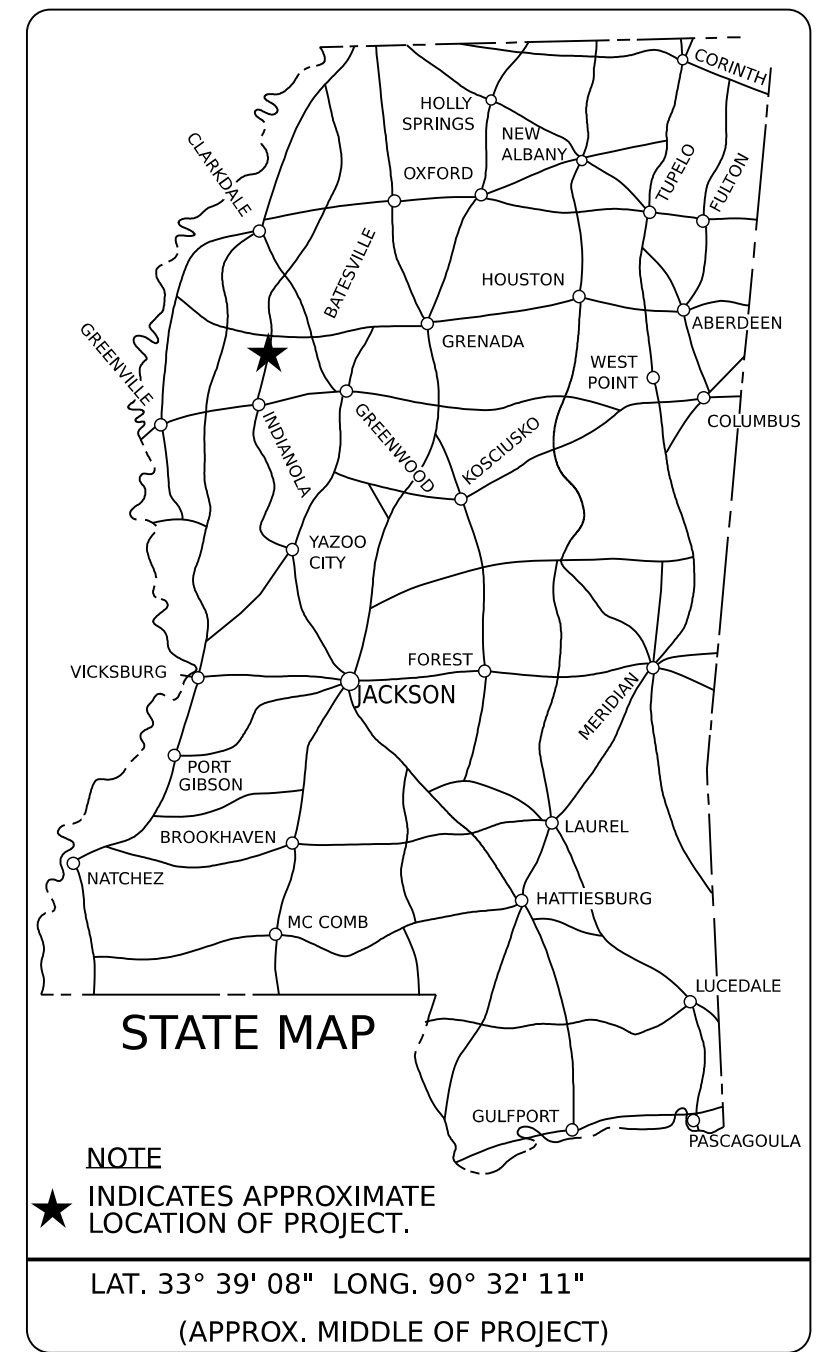 CORINTH
HOLLY
SPRINGS
NEW
ALBANY
CLARKDALE
OXFORD
TUPELO
FULTON
BATESVILLE
HOUSTON
ABERDEEN
GREENVILLE
GRENADA
WEST
POINT
COLUMBUS
INDIANOLA
GREENWOOD
KOSCIUSKO
YAZOO
CITY
VICKSBURG
FOREST
JACKSON
MERIDIAN
PORT
GIBSON
BROOKHAVEN
LAUREL
NATCHEZ
HATTIESBURG
MC COMB
LUCEDALE
STATE MAP
GULFPORT
PASCAGOULA
NOTE
INDICATES APPROXIMATE
LOCATION OF PROJECT.
LAT. 33° 39' 08" LONG. 90° 32' 11"
(APPROX. MIDDLE OF PROJECT)